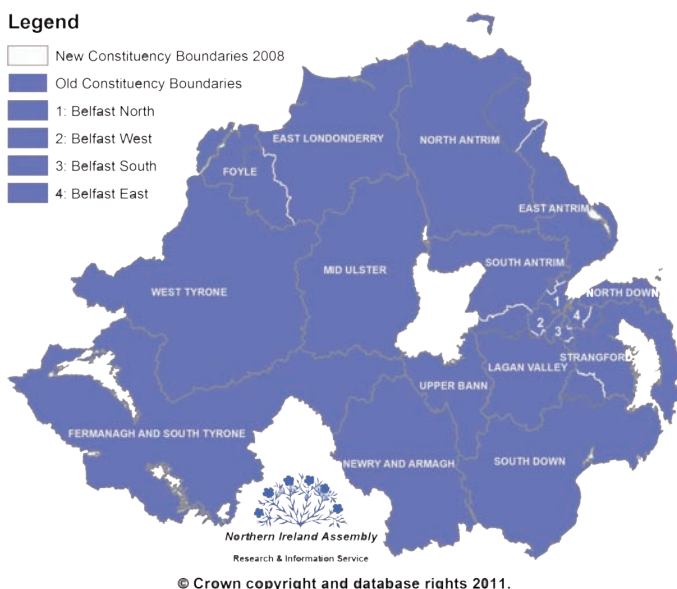 Legend
New Constituency Boundaries 2008
Old Constituency Boundaries
1: Belfast North
2: Belfast West
3: Belfast South
4: Belfast East
EAST LONDONDERRY
NORTH ANTRIM
FOYLE
EAST ANTRIM
SOUTH ANTRIM
MID ULSTER
WEST TYRONE
NORTH DOWN
1
2
3
4
STRANGFORD
LAGAN VALLEY
UPPER BANN
FERMANAGH AND SOUTH TYRONE
NEWRY AND ARMAGH
SOUTH DOWN
Northern Ireland Assembly
Research & Information Service
© Crown copyright and database rights 2011.